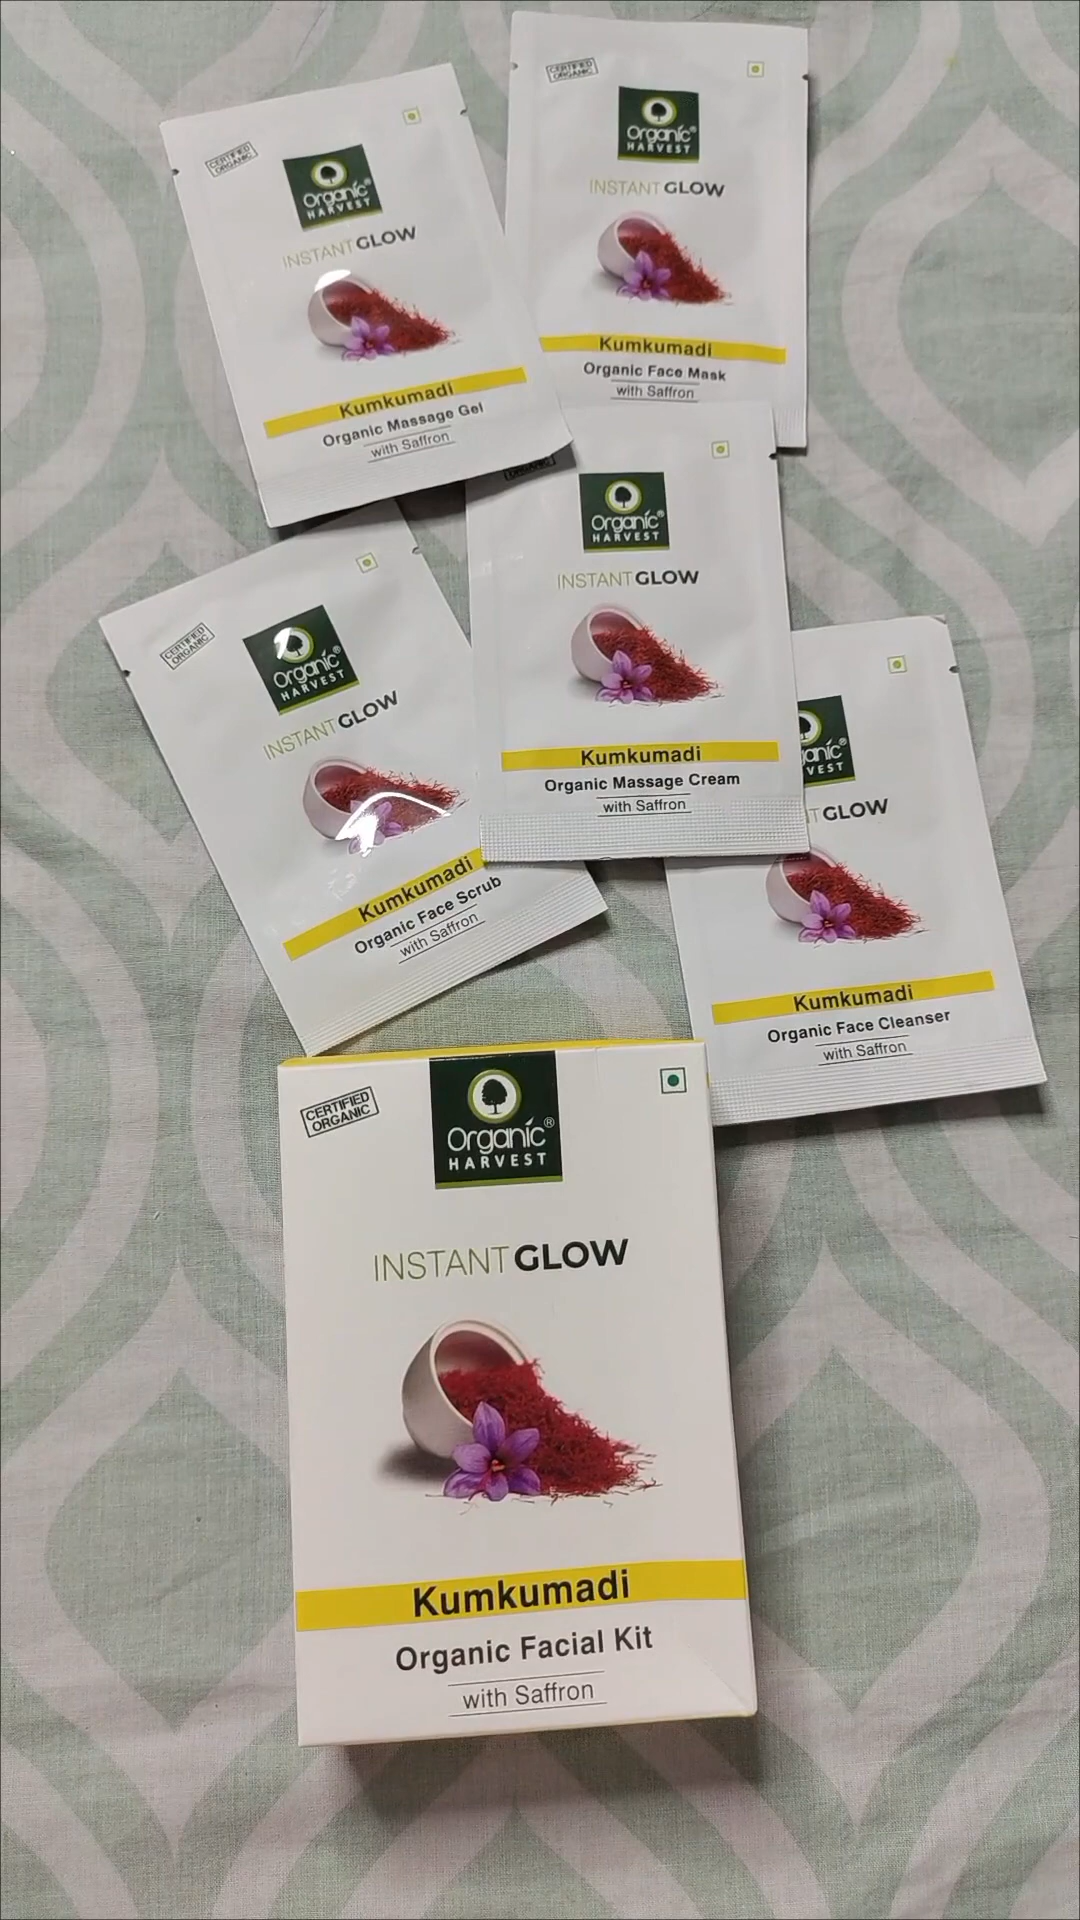 CERTIFIED
ORGANIC
Organic®
HARVEST
INSTANT GLOW
Kumkumadi
Organic Massage Gel
with Saffron
CERTIFIED
ORGANIC
Organic®
HARVEST
INSTANT GLOW
Kumkumadi
Organic Face Mask
with Saffron
CERTIFIED
ORGANIC
Organic®
HARVEST
INSTANT GLOW
Kumkumadi
Organic Face Scrub
with Saffron
ORGANIC
Organic®
HARVEST
INSTANT GLOW
Kumkumadi
Organic Massage Cream
with Saffron
GLOW
Kumkumadi
Organic Face Cleanser
with Saffron
CERTIFIED
ORGANIC
Organic®
HARVEST
INSTANT GLOW
Kumkumadi
Organic Facial Kit
with Saffron